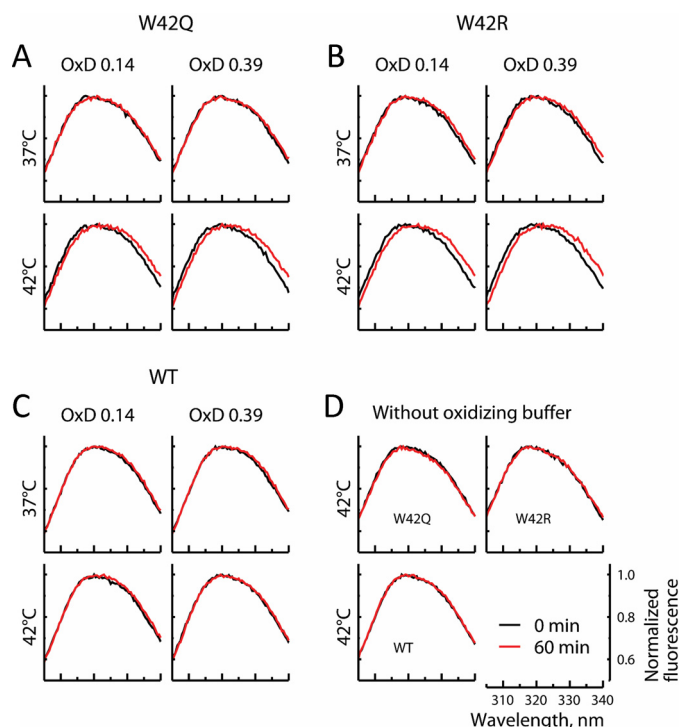 W42Q
W42R
A
OxD 0.14
OxD 0.39
B
OxD 0.14
OxD 0.39
37°C
37°C
42°C
42°C
WT
C
OxD 0.14
OxD 0.39
D
Without oxidizing buffer
37°C
42°C
W42Q
W42R
42°C
42°C
WT
0 min
60 min
1.0
0.8
0.6
Normalized
fluorescence
310 320 330 340
Wavelength, nm